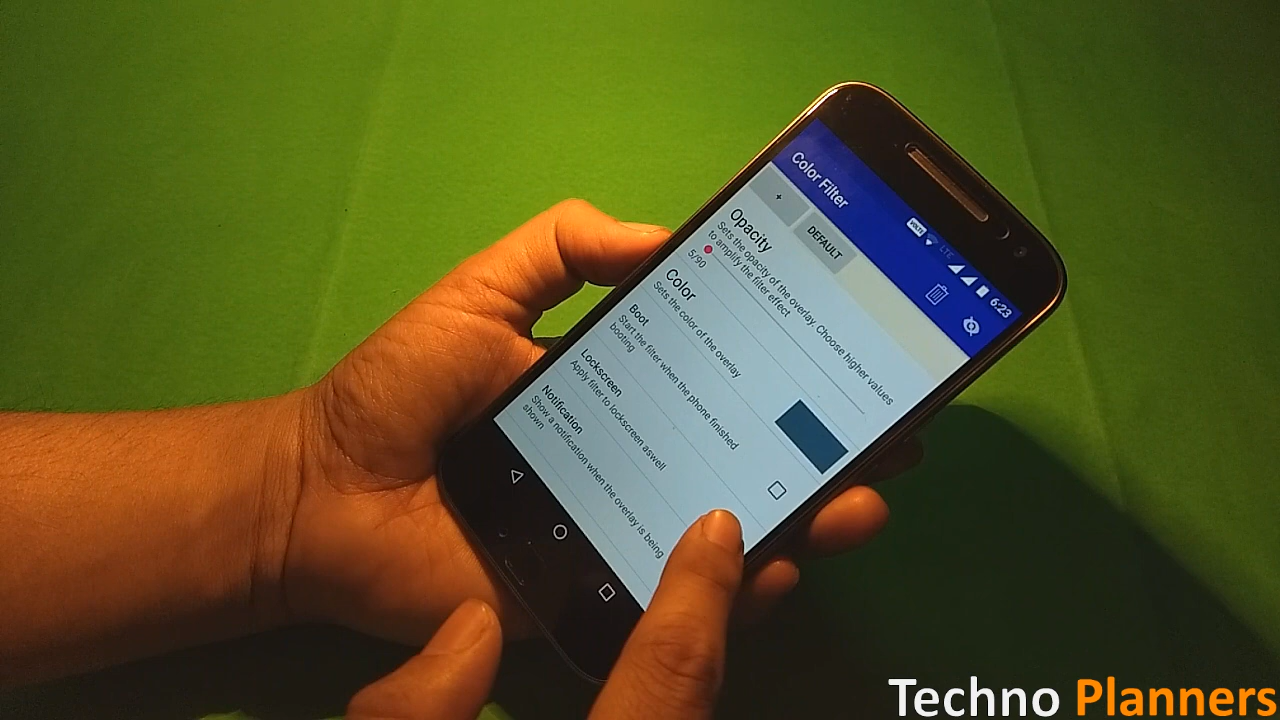 VoLTE LTE 6:23
Color Filter
+ DEFAULT
Opacity
Sets the opacity of the overlay. Choose higher values
to amplify the filter effect
5/90
Color
Sets the color of the overlay
Boot
Start the filter when the phone finished
booting
Lockscreen
Apply filter to lockscreen aswell
Notification
Show a notification when the overlay is being
shown
Techno Planners